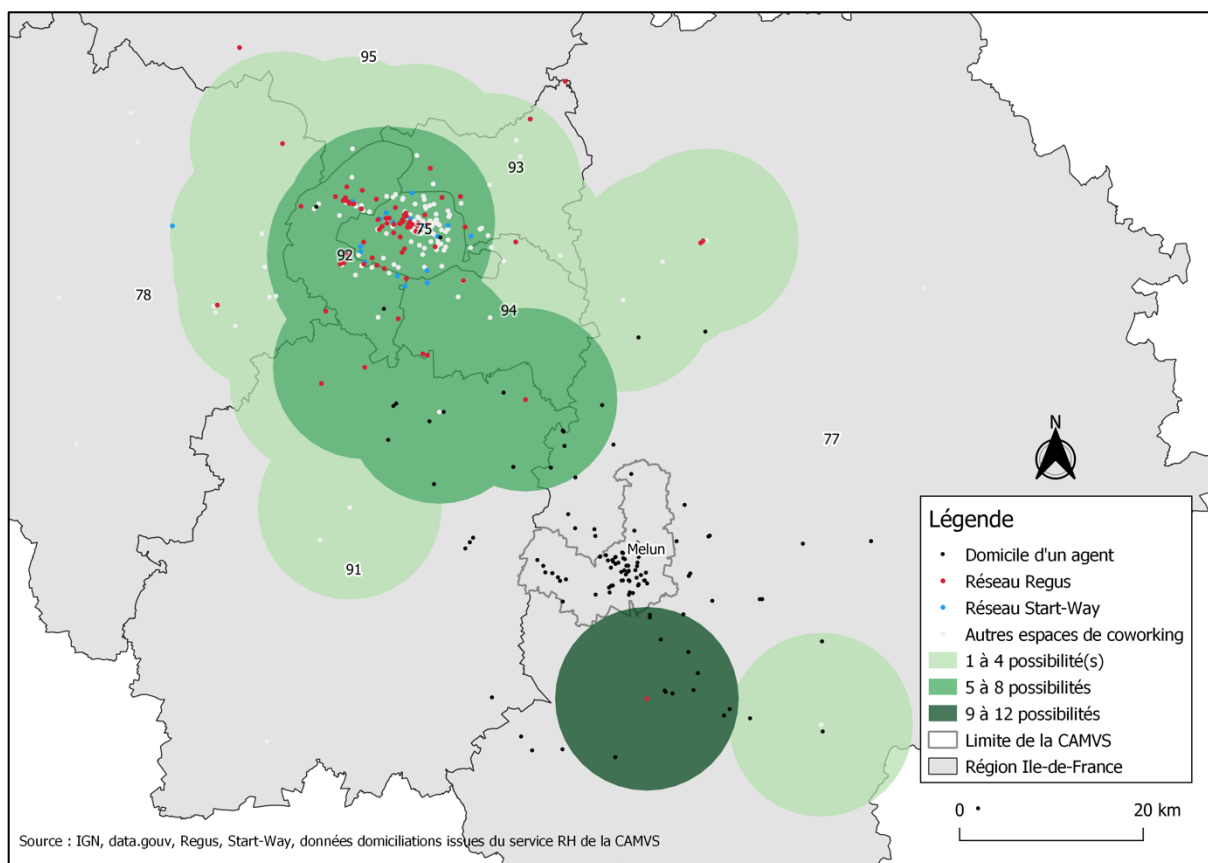 95
93
75
92
78
94
77
Melun
91
N
Légende
Domicile d'un agent
Réseau Regus
Réseau Start-Way
Autres espaces de coworking
1 à 4 possibilité(s)
5 à 8 possibilités
9 à 12 possibilités
Limite de la CAMVS
Région Ile-de-France
0 20 km
Source : IGN, data.gouv, Regus, Start-Way, données domiciliations issues du service RH de la CAMVS